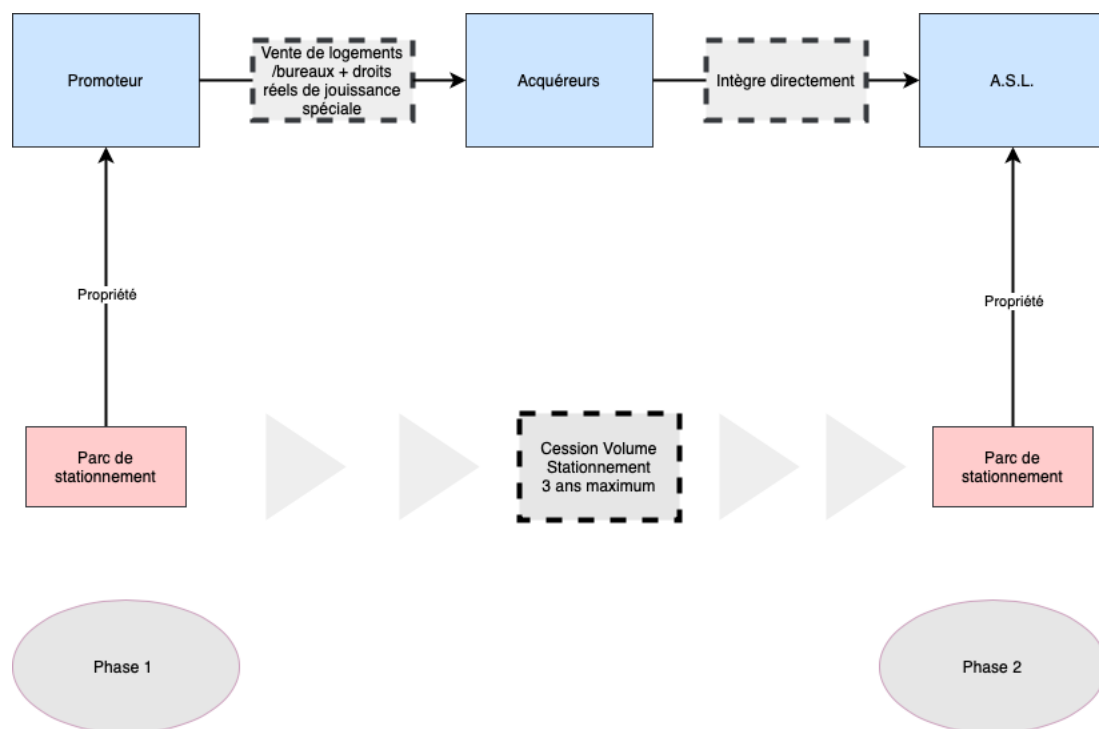 Promoteur
Vente de logements
/bureaux + droits
réels de jouissance
spéciale
Acquéreurs
Intègre directement
A.S.L.
Propriété
Propriété
Parc de
stationnement
Cession Volume
Stationnement
3 ans maximum
Parc de
stationnement
Phase 1
Phase 2